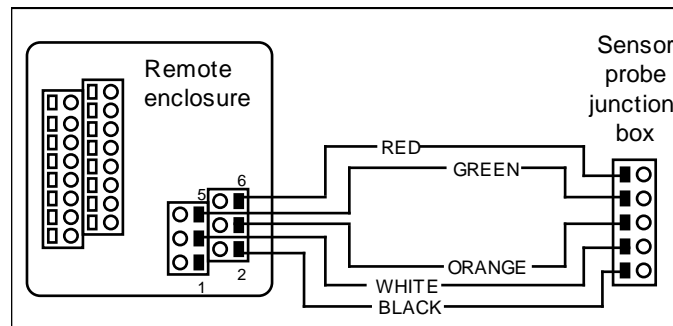 Remote
enclosure
Sensor
probe
junction
box
RED
GREEN
5
6
ORANGE
WHITE
BLACK
1
2